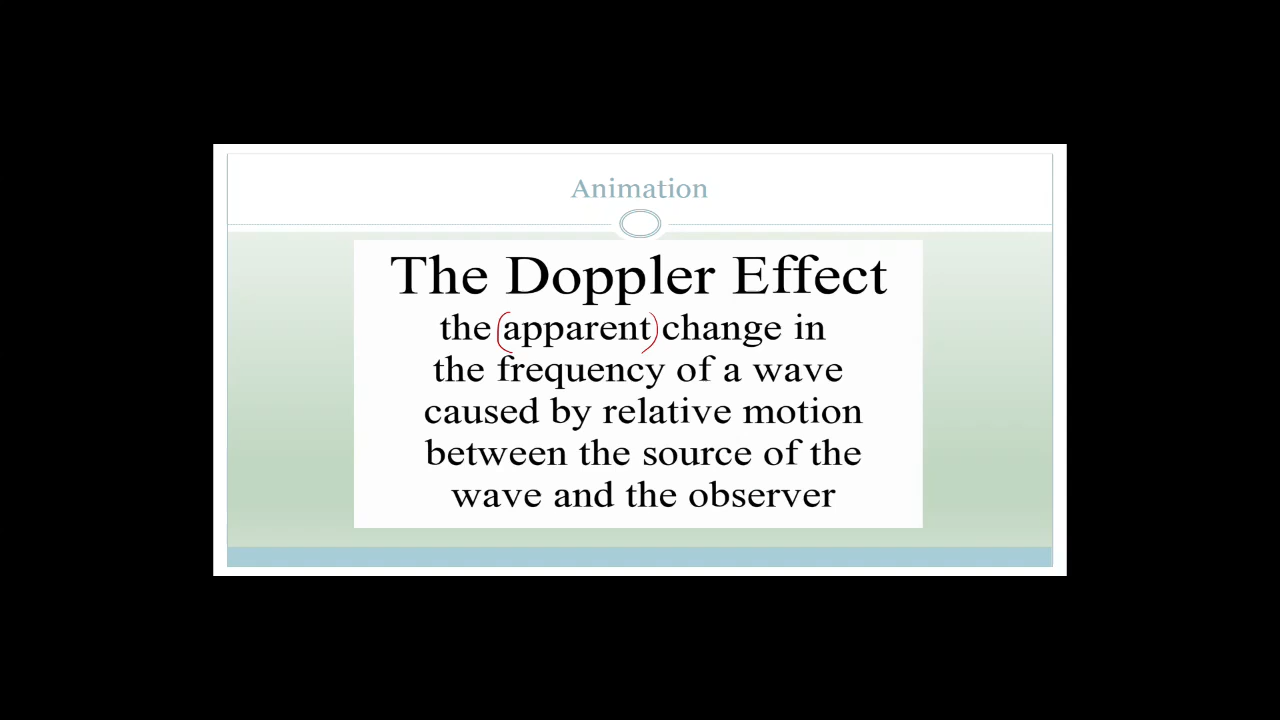 Animation
The Doppler Effect
the (apparent) change in
the frequency of a wave
caused by relative motion
between the source of the
wave and the observer